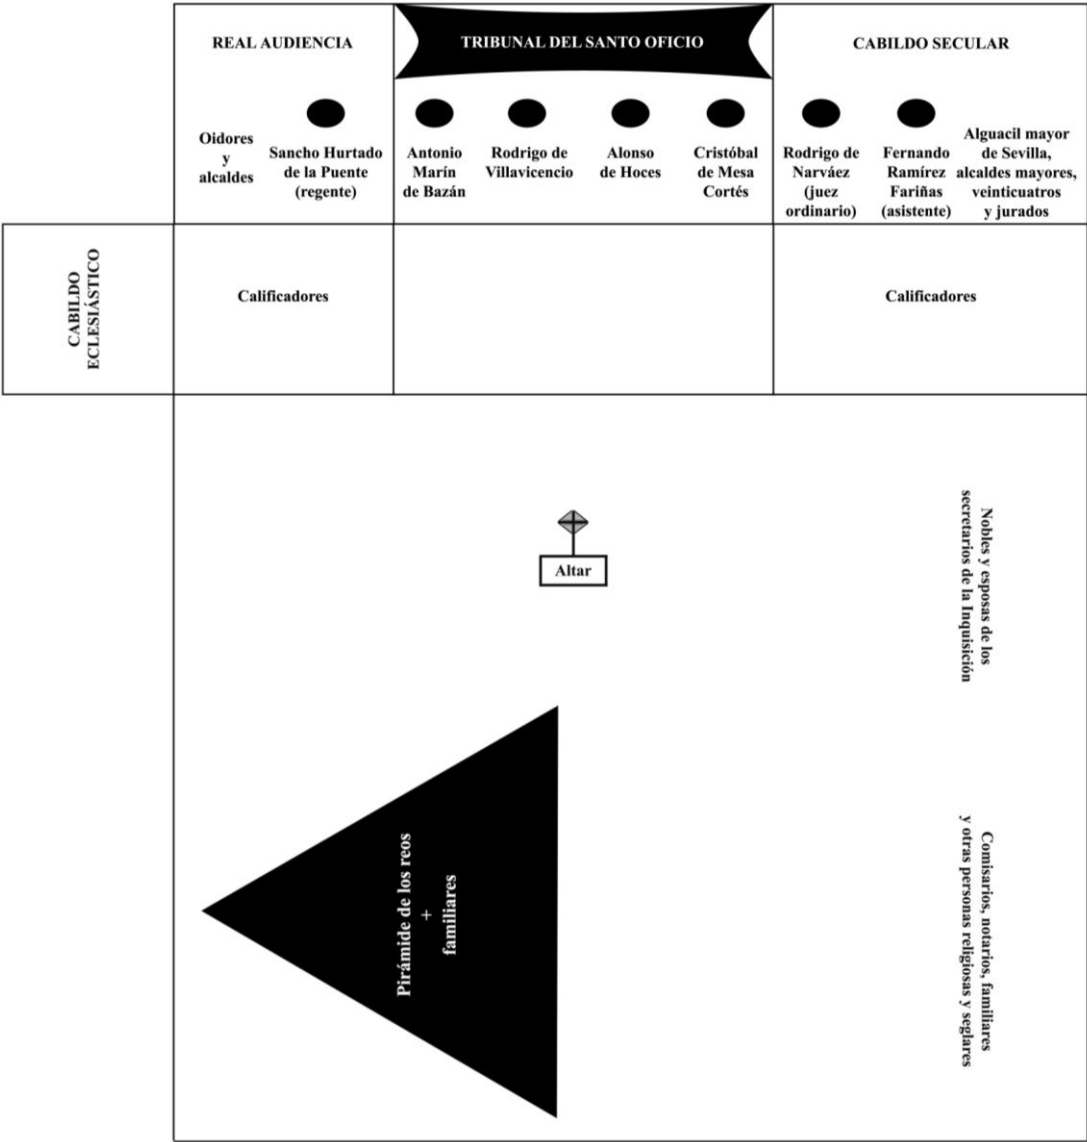 REAL AUDIENCIA
TRIBUNAL DEL SANTO OFICIO
CABILDO SECULAR
Oidores
y
alcaldes
Sancho Hurtado
de la Puente
(regente)
Antonio
Marín
de Bazán
Rodrigo de
Villavicencio
Alonso
de Hoces
Cristóbal
de Mesa
Cortés
Rodrigo de
Narváez
(juez
ordinario)
Fernando
Ramírez
Fariñas
(asistente)
Alguacil mayor
de Sevilla,
alcaldes mayores,
veinticuatros
y jurados
CABILDO
ECLESIÁSTICO
Calificadores
Calificadores
Altar
Nobles y esposas de los
secretarios de la Inquisición
Pirámide de los reos
+
familiares
Comisarios, notarios, familiares
y otras personas religiosas y seglares